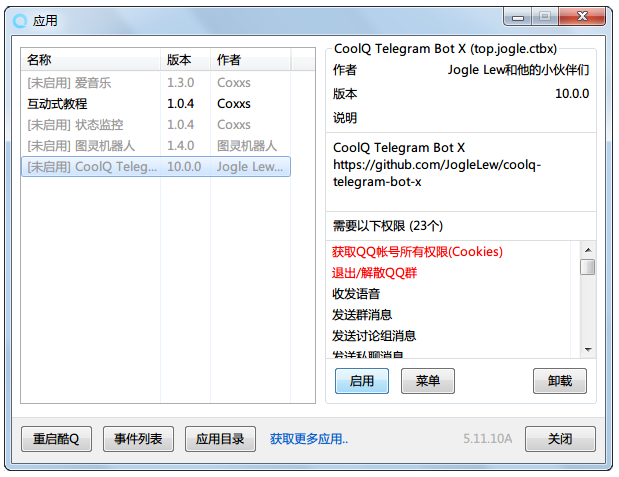 应用
名称 版本 作者
[未启用] 爱音乐 1.3.0 Coxxs
互动式教程 1.0.4 Coxxs
[未启用] 状态监控 1.0.4 Coxxs
[未启用] 图灵机器人 1.4.0 图灵机器人
[未启用] CoolQ Teleg... 10.0.0 Jogle Lew...
CoolQ Telegram Bot X (top.jogle.ctbx)
作者 Jogle Lew和他的小伙伴们
版本 10.0.0
说明
CoolQ Telegram Bot X
https://github.com/JogleLew/coolq-
telegram-bot-x
需要以下权限 (23个)
获取QQ帐号所有权限(Cookies)
退出/解散QQ群
收发语音
发送群消息
发送讨论组消息
发送私聊消息
启用 菜单 卸载
重启酷Q 事件列表 应用目录 获取更多应用.. 5.11.10A 关闭